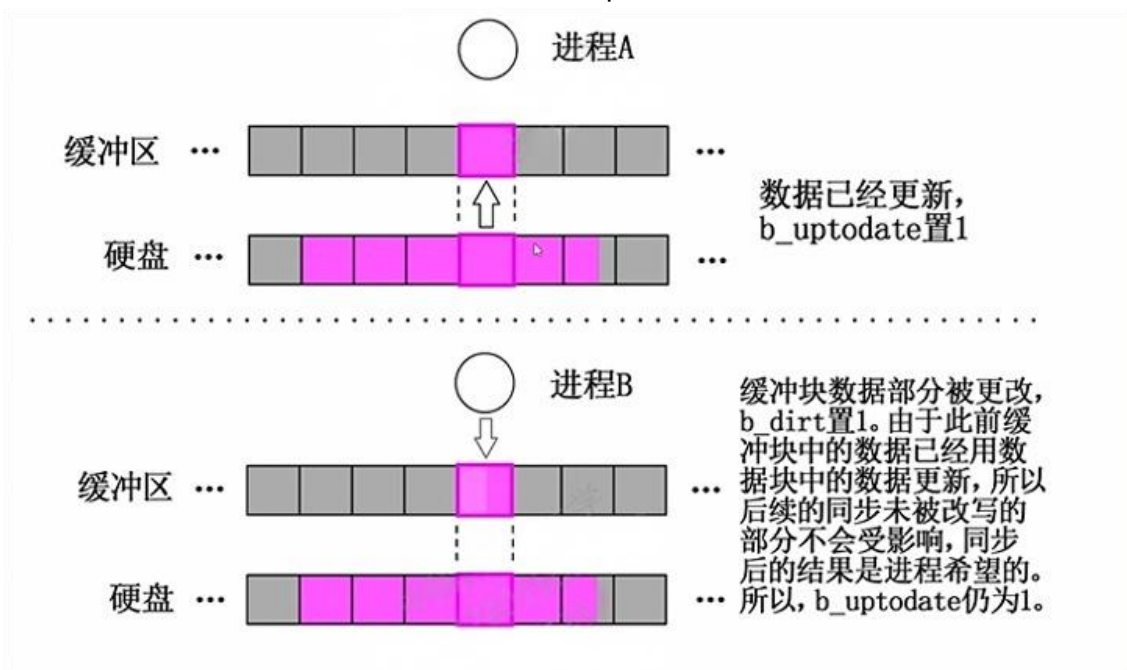 进程A
缓冲区 … …
数据已经更新，
b_uptodate置1
硬盘 … …
进程B
缓冲块数据部分被更改，
b_dirt置1。由于此前缓
冲块中的数据已经用数
据块中的数据更新，所以
后续的同步未被改写的
部分不会受影响，同步
后的结果是进程希望的。
所以，b_uptodate仍为1。
缓冲区 … …
硬盘 … …